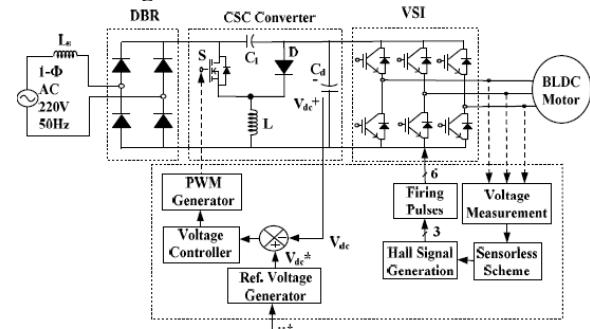 DBR
CSC Converter
VSI
Ls
1-Φ
AC
220V
50Hz
S
C1
D
Cd
Vdc+
L
BLDC
Motor
6
PWM
Generator
Firing
Pulses
Voltage
Measurement
Voltage
Controller
Vdc
3
Vdc*
Hall Signal
Generation
Sensorless
Scheme
Ref. Voltage
Generator